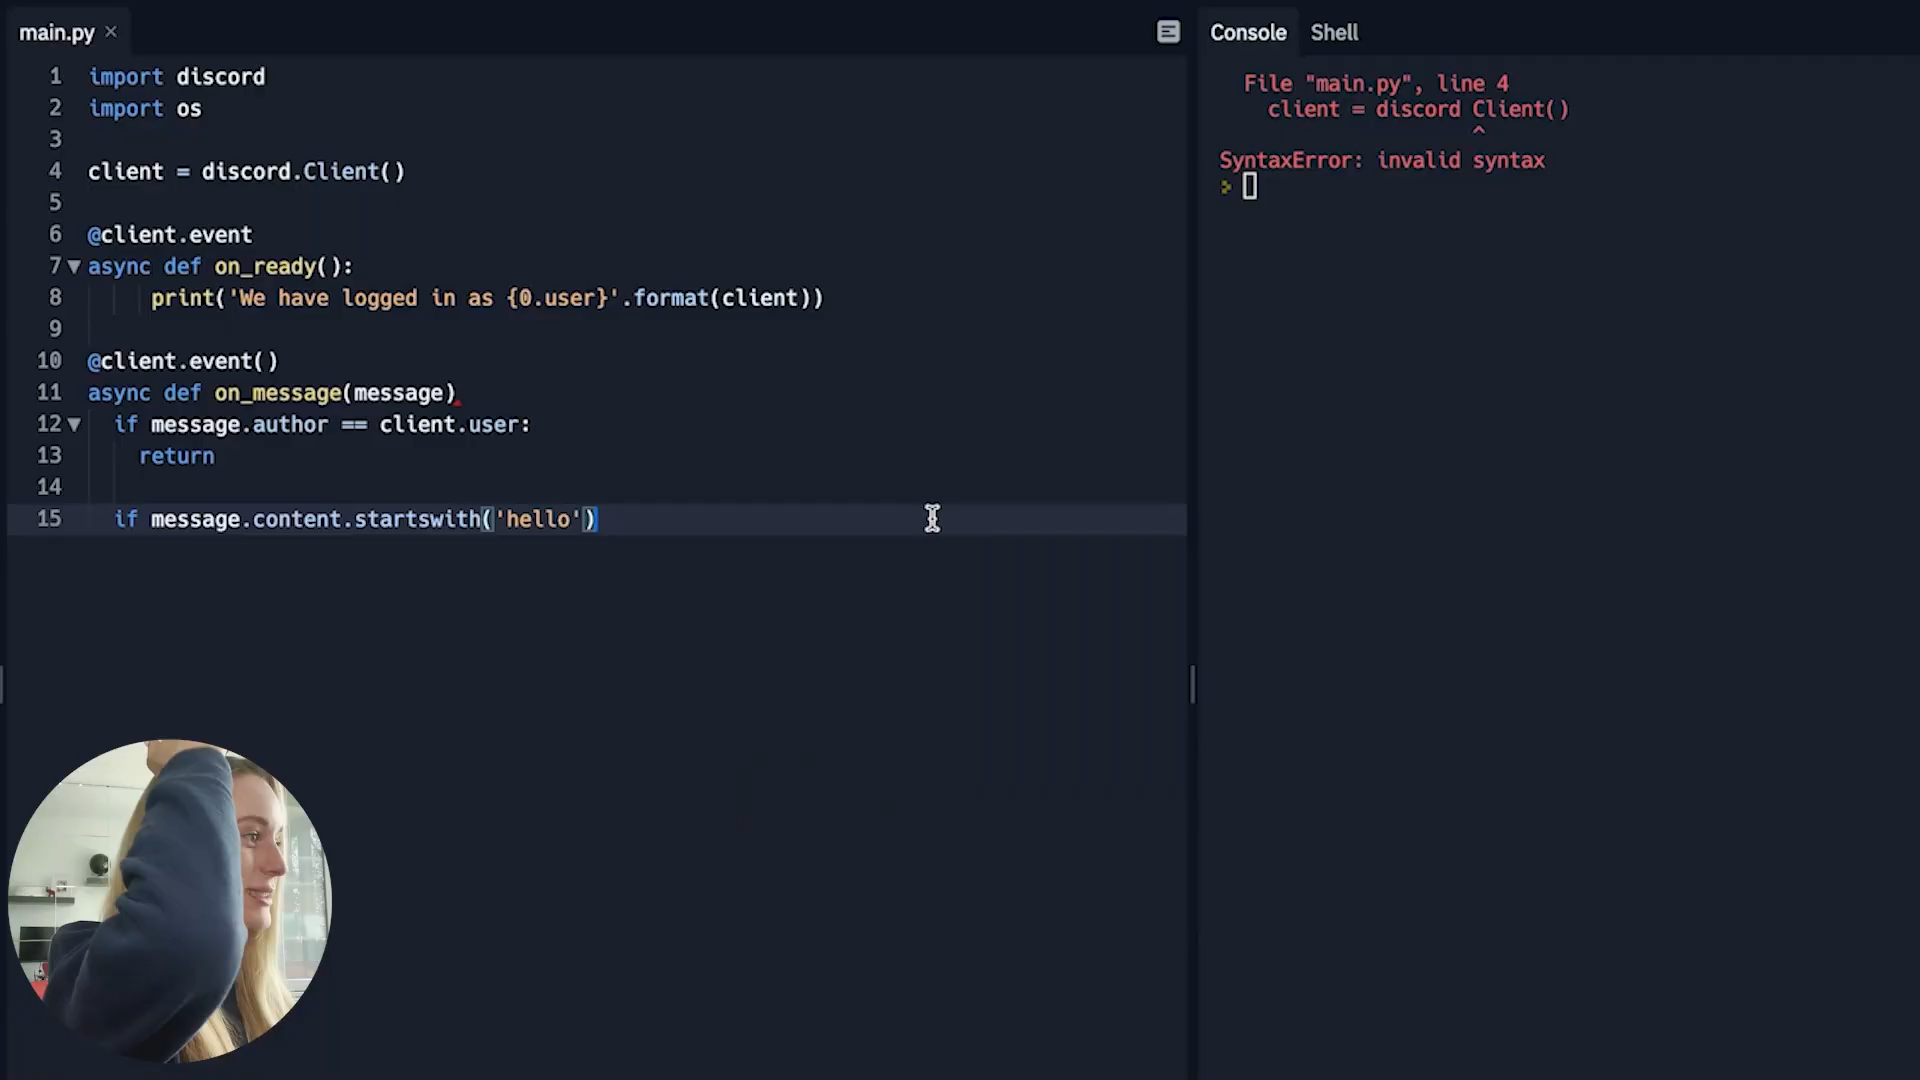 main.py
1 import discord
2 import os
3
4 client = discord.Client()
5
6 @client.event
7 async def on_ready():
8 print('We have logged in as {0.user}'.format(client))
9
10 @client.event()
11 async def on_message(message)
12 if message.author == client.user:
13 return
14
15 if message.content.startswith('hello')
Console Shell
File "main.py", line 4
client = discord Client()
^
SyntaxError: invalid syntax